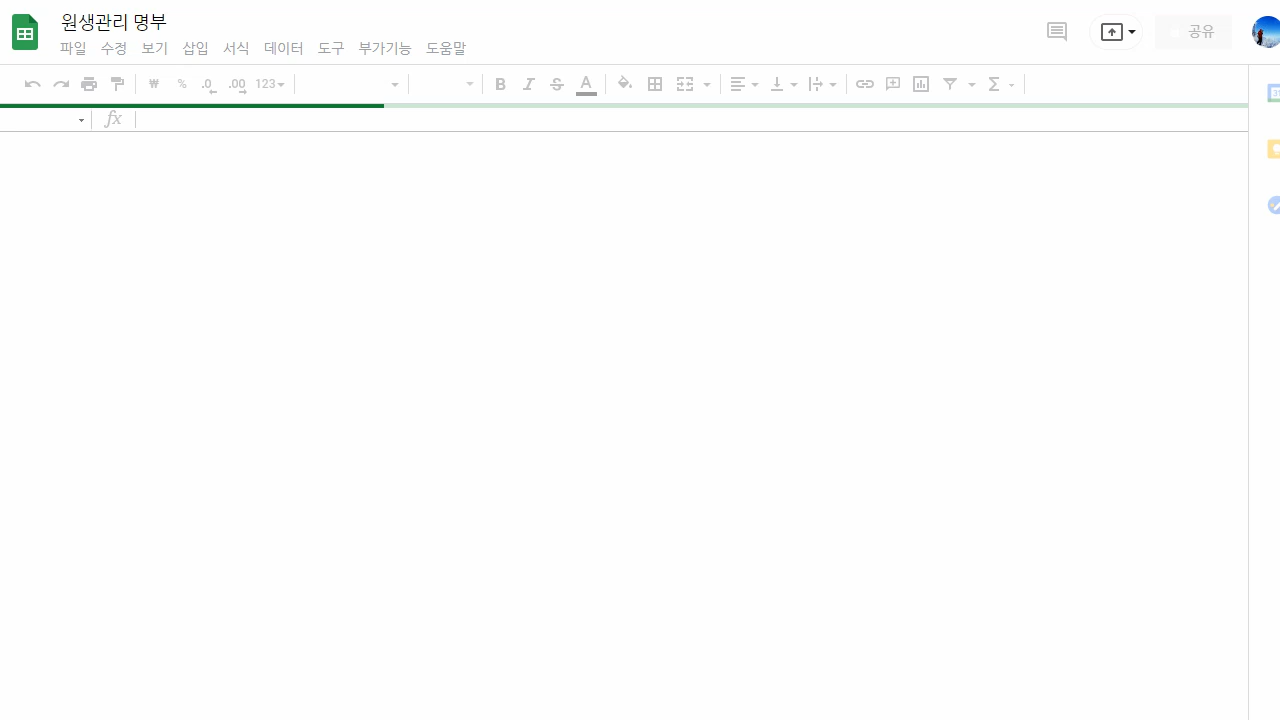 원생관리 명부
파일 수정 보기 삽입 서식 데이터 도구 부가기능 도움말
공유
₩ % .0 .00 123 B I S A Σ
31
fx